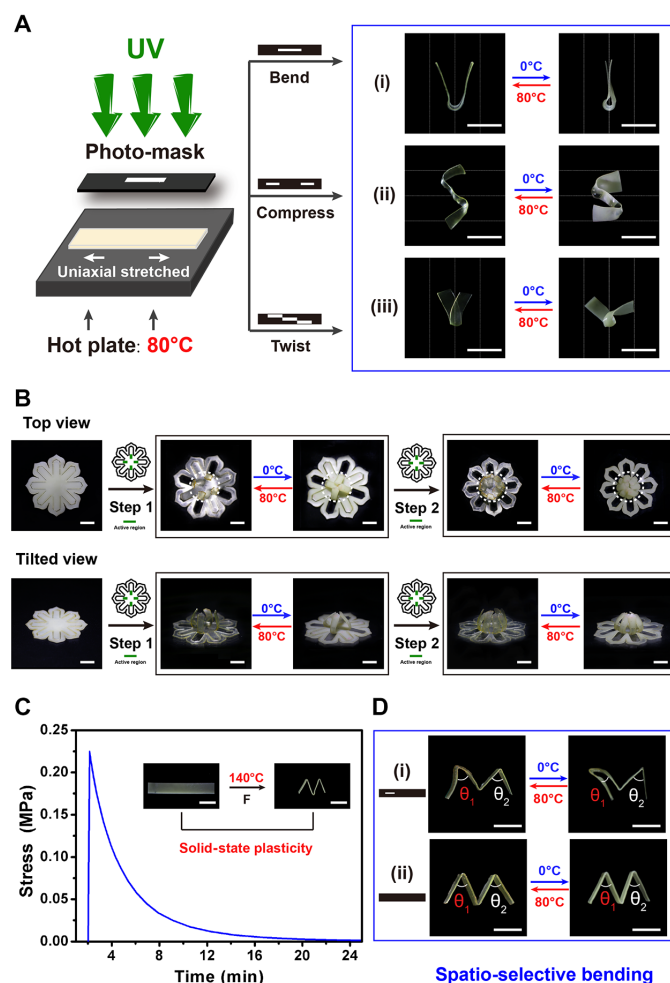 A
UV
Photo-mask
Uniaxial stretched
Hot plate: 80°C
Bend
Compress
Twist
(i)
0°C
80°C
(ii)
0°C
80°C
(iii)
0°C
80°C
B
Top view
Step 1
Active region
0°C
80°C
Step 2
Active region
0°C
80°C
Tilted view
Step 1
Active region
0°C
80°C
Step 2
Active region
0°C
80°C
C
0.25
0.20
0.15
0.10
0.05
0.00
Stress (MPa)
4 8 12 16 20 24
Time (min)
140°C
F
Solid-state plasticity
D
(i)
θ1 θ2
0°C
80°C
θ1 θ2
(ii)
θ1 θ2
0°C
80°C
θ1 θ2
Spatio-selective bending